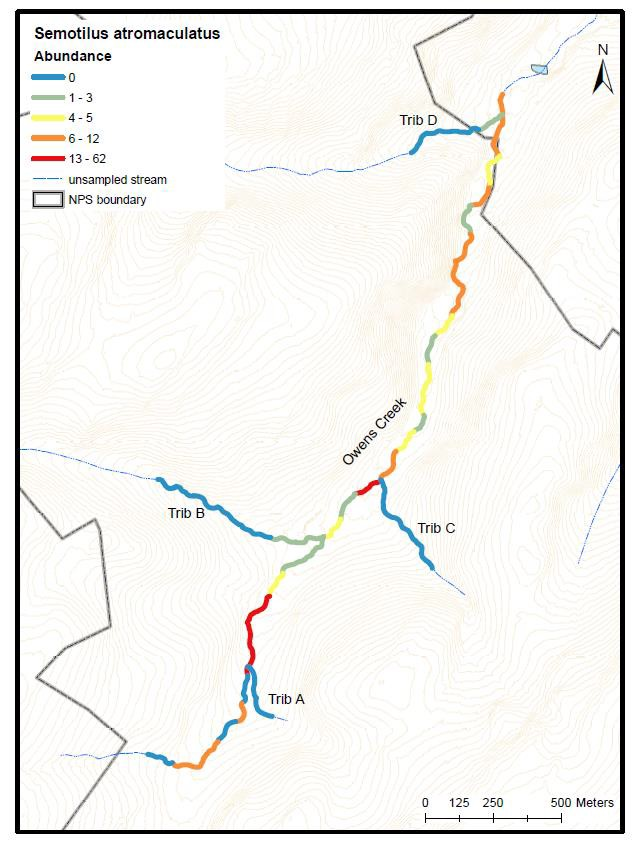 Semotilus atromaculatus
Abundance
0
1 - 3
4 - 5
6 - 12
13 - 62
unsampled stream
NPS boundary
N
Trib D
Owens Creek
Trib B
Trib C
Trib A
0 125 250 500 Meters